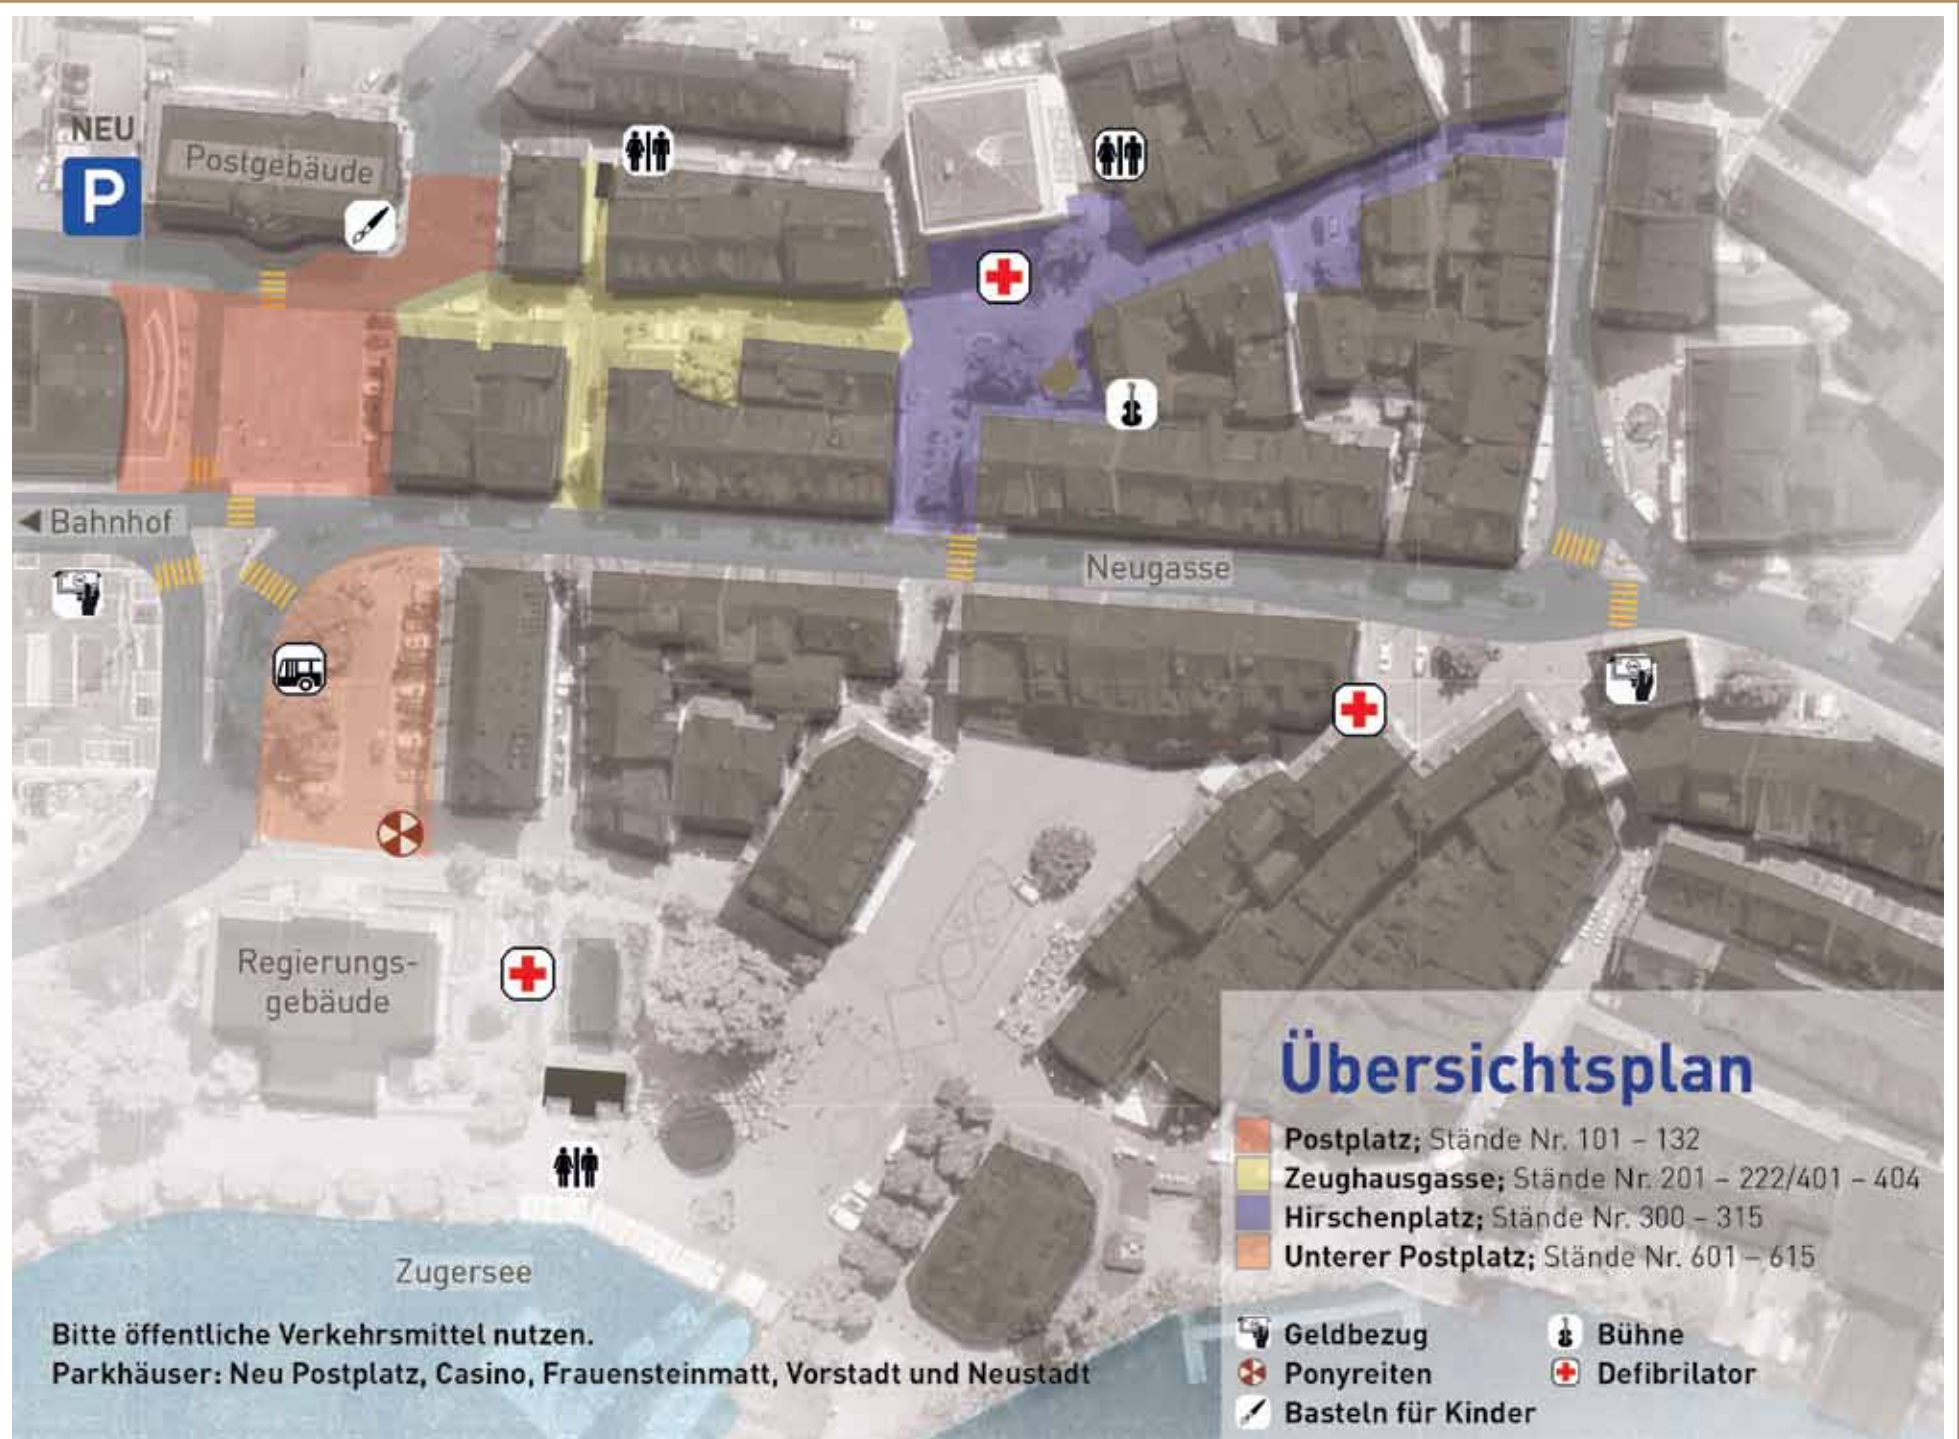 NEU
P
Postgebäude
Bahnhof
Neugasse
Regierungs-
gebäude
Zugersee
Bitte öffentliche Verkehrsmittel nutzen.
Parkhäuser: Neu Postplatz, Casino, Frauensteinmatt, Vorstadt und Neustadt
Übersichtsplan
Postplatz; Stände Nr. 101 – 132
Zeughausgasse; Stände Nr. 201 – 222/401 – 404
Hirschenplatz; Stände Nr. 300 – 315
Unterer Postplatz; Stände Nr. 601 – 615
Geldbezug
Ponyreiten
Basteln für Kinder
Bühne
Defibrilator